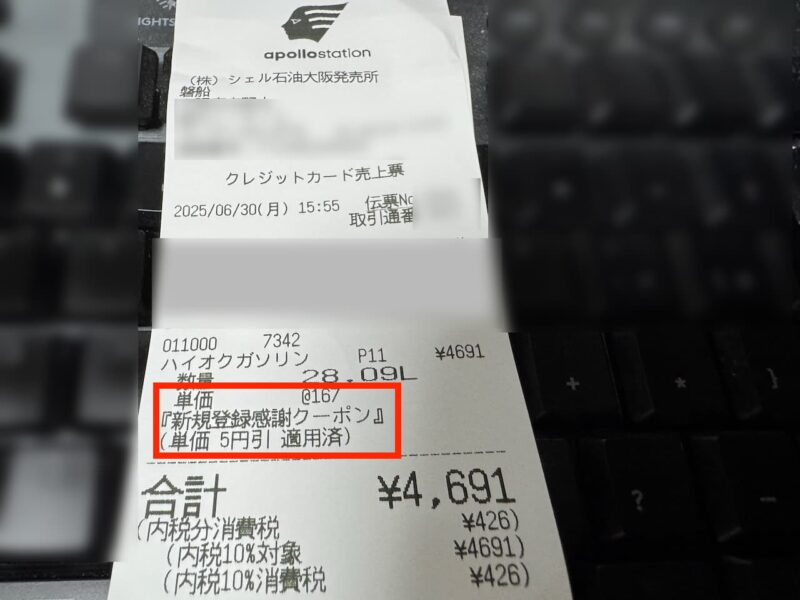 apollostation
(株) シェル石油大阪発売所
磐船
クレジットカード売上票
2025/06/30(月) 15:55 伝票No
取引通番
011000 7342
ハイオクガソリン P11 ¥4691
数量 28.09L
単価
『新規登録感謝クーポン』
(単価 5円引 適用済)
合計 ¥4,691
(内税分消費税 ¥426)
(内税10%対象 ¥4691)
(内税10%消費税 ¥426)